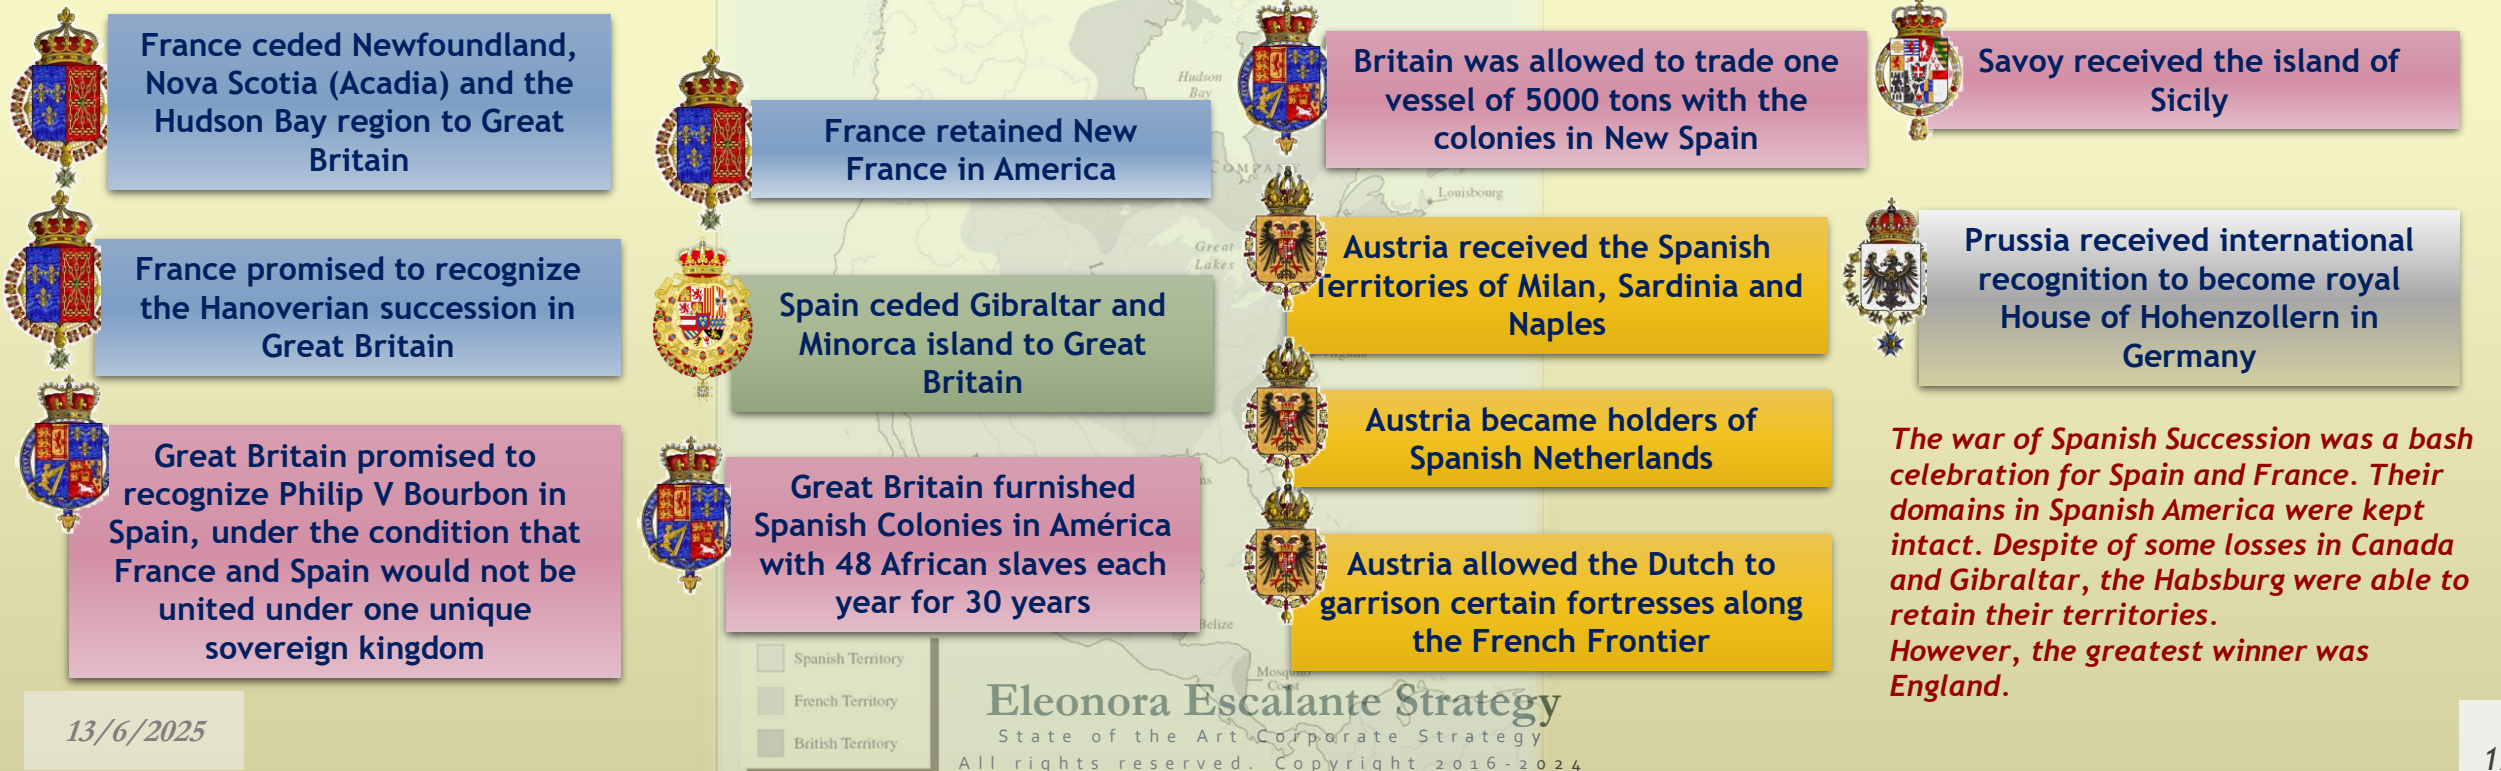 France ceded Newfoundland,
Nova Scotia (Acadia) and the
Hudson Bay region to Great
Britain
France promised to recognize
the Hanoverian succession in
Great Britain
Great Britain promised to
recognize Philip V Bourbon in
Spain, under the condition that
France and Spain would not be
united under one unique
sovereign kingdom
France retained New
France in America
Spain ceded Gibraltar and
Minorca island to Great
Britain
Great Britain furnished
Spanish Colonies in América
with 48 African slaves each
year for 30 years
Britain was allowed to trade one
vessel of 5000 tons with the
colonies in New Spain
Austria received the Spanish
Territories of Milan, Sardinia and
Naples
Austria became holders of
Spanish Netherlands
Austria allowed the Dutch to
garrison certain fortresses along
the French Frontier
Savoy received the island of
Sicily
Prussia received international
recognition to become royal
House of Hohenzollern in
Germany
The war of Spanish Succession was a bash
celebration for Spain and France. Their
domains in Spanish America were kept
intact. Despite of some losses in Canada
and Gibraltar, the Habsburg were able to
retain their territories.
However, the greatest winner was
England.
Hudson
Bay
COMPANY
Louisbourg
Great
Lakes
Belize
Mosquito
Coast
Spanish Territory
French Territory
British Territory
13/6/2025
Eleonora Escalante Strategy
State of the Art Corporate Strategy
All rights reserved. Copyright 2016-2024